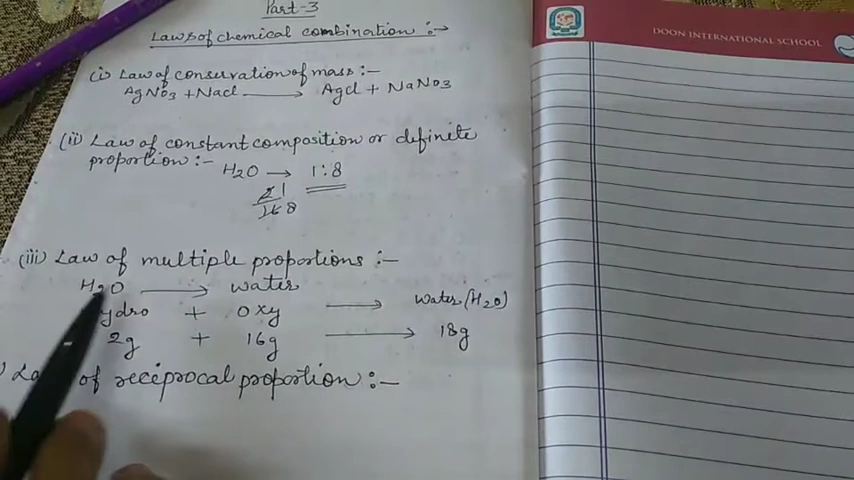 Part-3
Laws of chemical combination :->
(i) Law of conservation of mass :-
AgNO3 + Nacl → Agcl + NaNO3
(ii) Law of constant composition or definite
proportion :- H2O → 1:8
2 1
16 8
(iii) Law of multiple proportions :-
H2O → water
ydro + oxy → water (H2O)
2g + 16g → 18g
of reciprocal proportion :-
DOON INTERNATIONAL SCHOOL